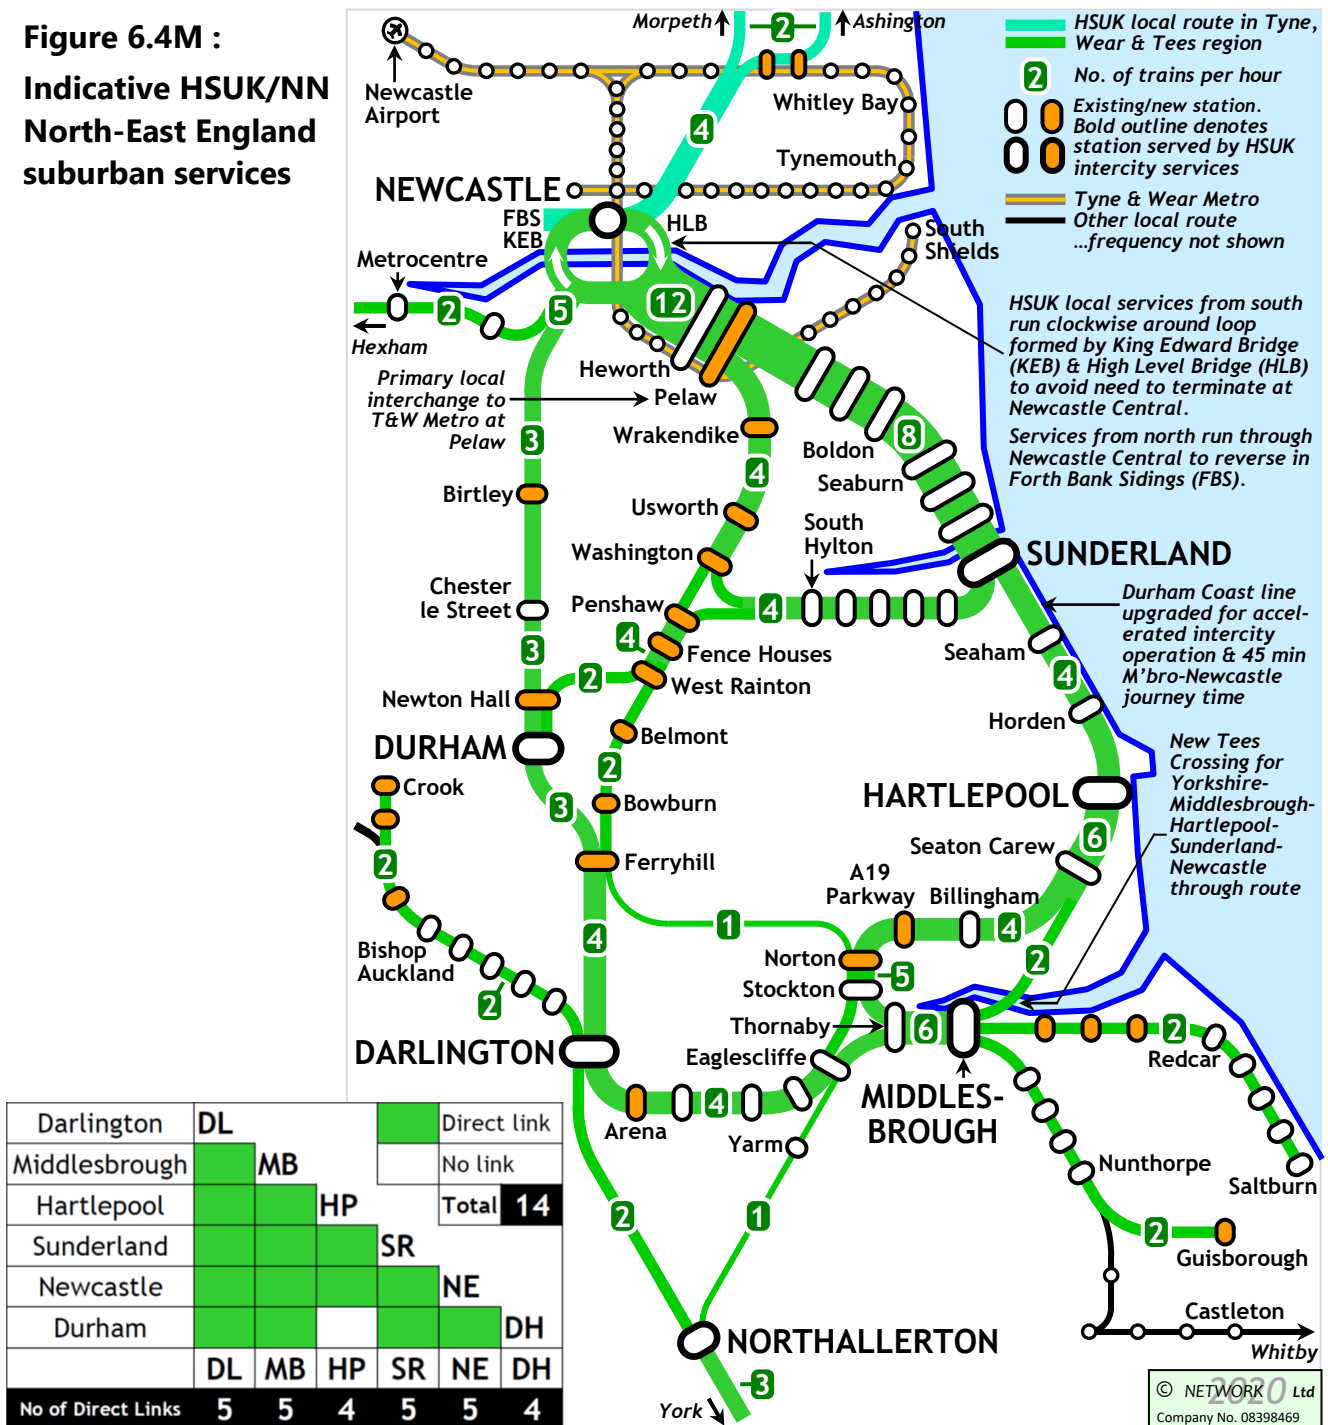 Figure 6.4M :
Indicative HSUK/NN
North-East England
suburban services
Morpeth
2
Ashington
HSUK local route in Tyne,
Wear & Tees region
2
No. of trains per hour
Existing/new station.
Bold outline denotes
station served by HSUK
intercity services
Tyne & Wear Metro
Other local route
...frequency not shown
Newcastle
Airport
Whitley Bay
4
Tynemouth
NEWCASTLE
FBS
KEB
HLB
South
Shields
Metrocentre
2
5
12
Hexham
HSUK local services from south
run clockwise around loop
formed by King Edward Bridge
(KEB) & High Level Bridge (HLB)
to avoid need to terminate at
Newcastle Central.
Services from north run through
Newcastle Central to reverse in
Forth Bank Sidings (FBS).
Heworth
Primary local
interchange to
T&W Metro at
Pelaw
Pelaw
3
Wrakendike
8
Boldon
4
Seaburn
Birtley
Usworth
South
Hylton
Washington
SUNDERLAND
Chester
le Street
Penshaw
4
Durham Coast line
upgraded for accel-
erated intercity
operation & 45 min
M'bro-Newcastle
journey time
3
4
Fence Houses
Seaham
2
West Rainton
4
Newton Hall
Horden
DURHAM
Belmont
New Tees
Crossing for
Yorkshire-
Middlesbrough-
Hartlepool-
Sunderland-
Newcastle
through route
2
Crook
3
Bowburn
HARTLEPOOL
6
2
Ferryhill
Seaton Carew
A19
Parkway
Billingham
1
4
4
Bishop
Auckland
Norton
2
5
2
Stockton
Thornaby
6
2
Redcar
DARLINGTON
Eaglescliffe
MIDDLES-
BROUGH
Arena
4
Yarm
Nunthorpe
Saltburn
2
1
2
Guisborough
Castleton
Whitby
NORTHALLERTON
3
York
Darlington DL Direct link
Middlesbrough MB No link
Hartlepool HP Total 14
Sunderland SR
Newcastle NE
Durham DH
DL MB HP SR NE DH
No of Direct Links 5 5 4 5 5 4
© NETWORK 2020 Ltd
Company No. 08398469